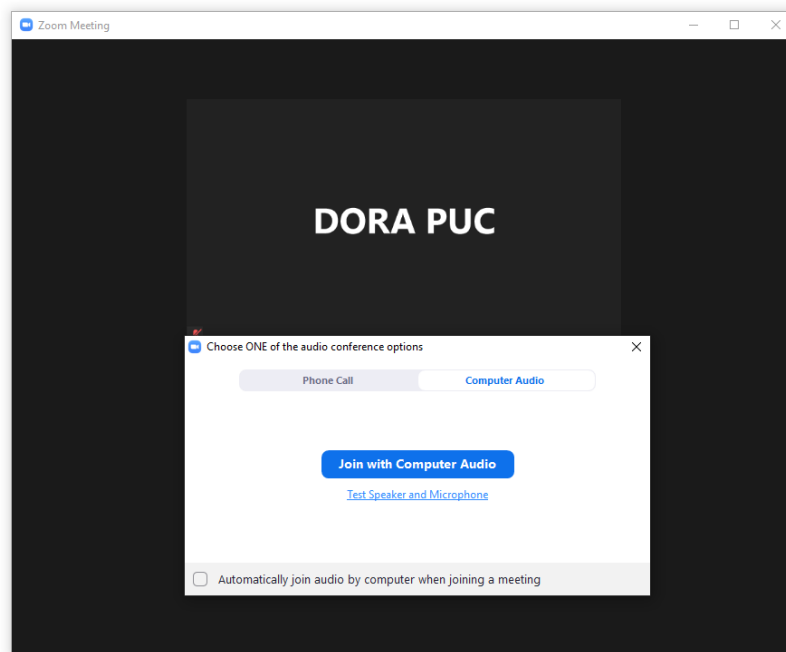 Zoom Meeting
DORA PUC
Choose ONE of the audio conference options
Phone Call
Computer Audio
Join with Computer Audio
Test Speaker and Microphone
Automatically join audio by computer when joining a meeting